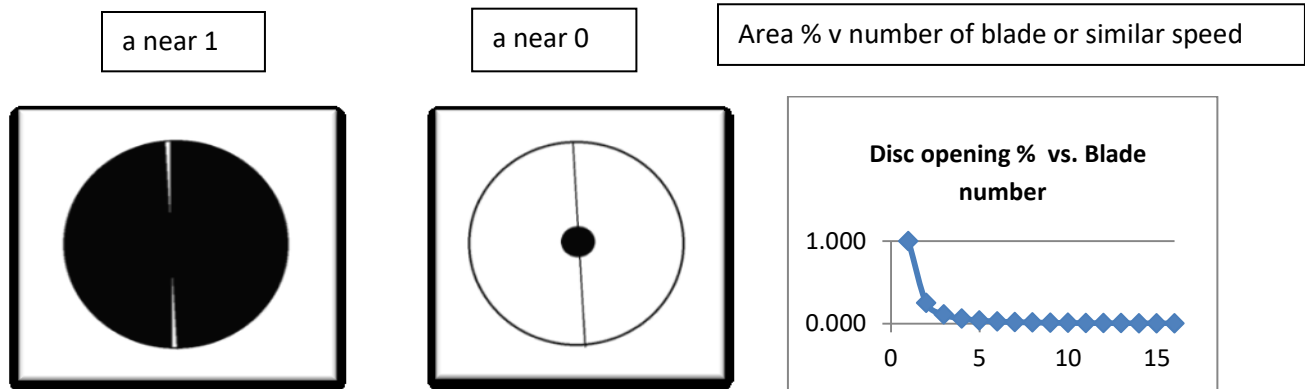 a near 1
a near 0
Area % v number of blade or similar speed
Disc opening % vs. Blade
number
1.000
0.000
0
5
10
15